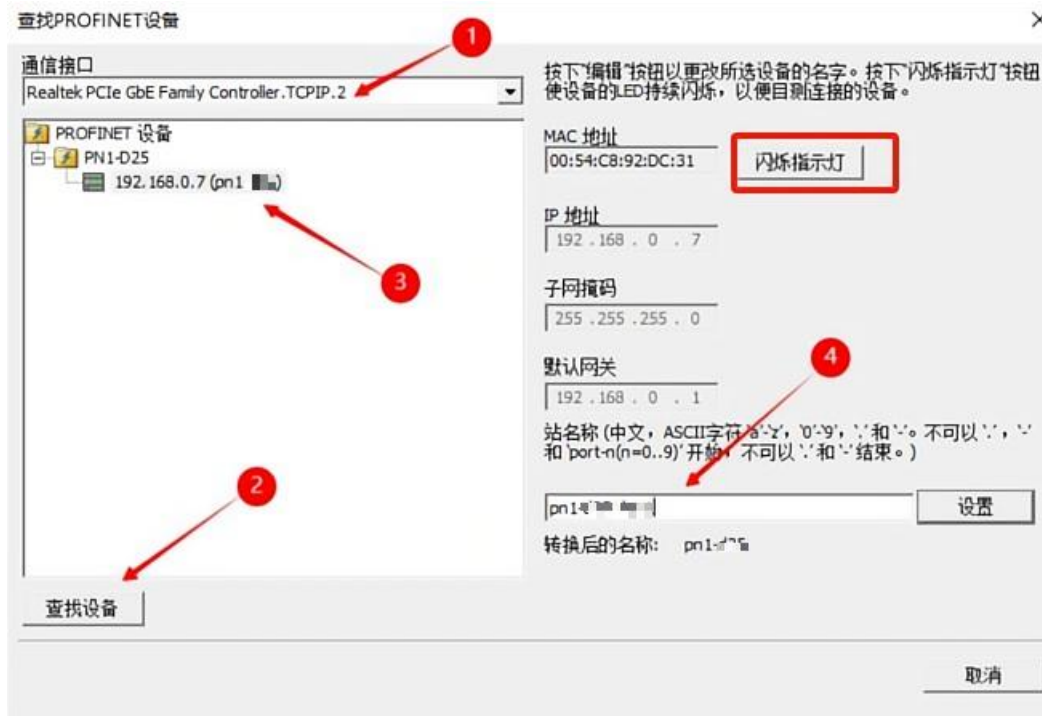 查找PROFINET设备
1
通信接口
Realtek PCIe GbE Family Controller.TCPIP.2
PROFINET 设备
PN1-D25
192.168.0.7 (pn1
3
2
查找设备
按下"编辑"按钮以更改所选设备的名字。按下"闪烁指示灯"按钮
使设备的LED持续闪烁，以便目测连接的设备。
MAC 地址
00:54:C8:92:DC:31
闪烁指示灯
IP 地址
192 .168 . 0 . 7
子网掩码
255 .255 .255 . 0
默认网关
192 .168 . 0 . 1
4
站名称 (中文，ASCII字符 'a'-'z'，'0'-'9'，'.' 和 '-'。不可以 '.'，'-'
和 'port-n(n=0..9)' 开始，不可以 '.' 和 '-' 结束。)
pn1-
设置
转换后的名称: pn1-
取消